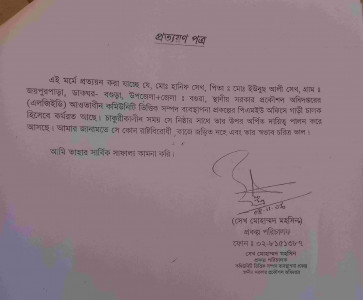 প্রত্যয়ণ পত্র
এই মর্মে প্রত্যয়ন করা যাচ্ছে যে, মোঃ হানিফ সেখ, পিতা : মোঃ ইউনুছ আলী সেখ, গ্রাম :
জয়পুরপাড়া, ডাকঘর- বগুড়া, উপজেলা+জেলা : বগুড়া, স্থানীয় সরকার প্রকৌশল অধিদপ্তরের
(এলজিইডি) আওতাধীন কমিউনিটি ভিত্তিক সম্পদ ব্যবস্থাপনা প্রকল্পের পিএমইউ অফিসে গাড়ী চালক
হিসেবে কর্মরত আছে। চাকুরীকালীন সময় সে নিষ্ঠার সাথে তার উপর অর্পিত দায়িত্ব পালন করে
আসছে। আমার জানামতে সে কোন রাষ্ট্রবিরোধী কাজে জড়িত নহে এবং তার স্বভাব চরিত্র ভাল।
আমি তাহার সার্বিক সাফল্য কামনা করি।
(সেখ মোহাম্মদ মহসিন)
প্রকল্প পরিচালক
ফোন : ০২-৮১৫১৩৮৭
সেখ মোহাম্মদ মহসিন
প্রকল্প পরিচালক
কমিউনিটি ভিত্তিক সম্পদ ব্যবস্থাপনা প্রকল্প
স্থানীয় সরকার প্রকৌশল অধিদপ্তর